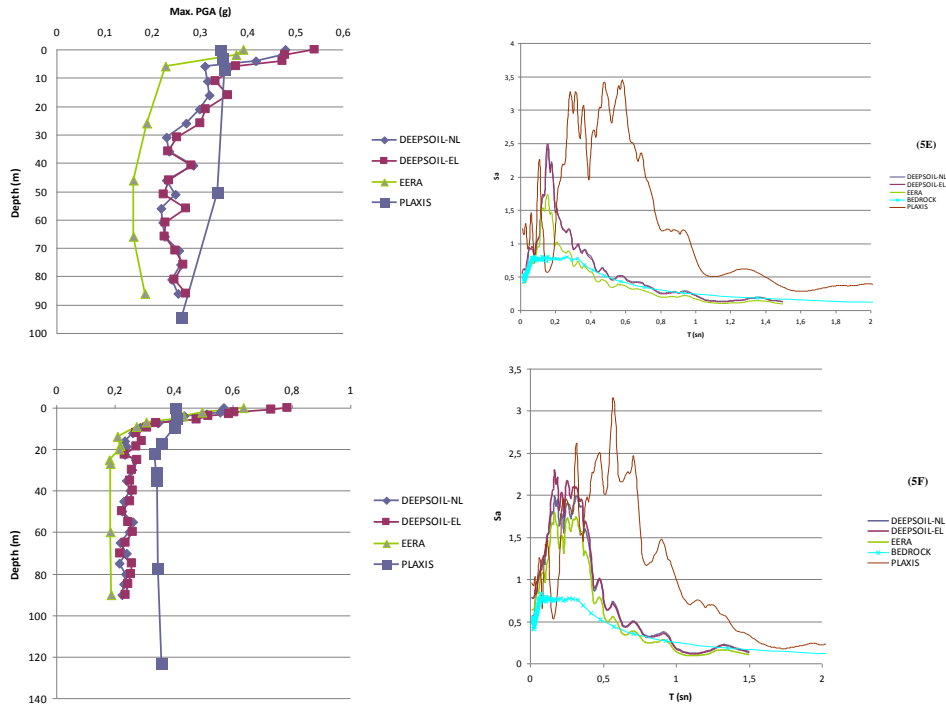 Max. PGA (g)
0 0,1 0,2 0,3 0,4 0,5 0,6
0
10
20
30
40
50
60
70
80
90
100
Depth (m)
DEEPSOIL-NL
DEEPSOIL-EL
EERA
PLAXIS
4
3,5
3
2,5
2
1,5
1
0,5
0
Sa
0 0,2 0,4 0,6 0,8 1 1,2 1,4 1,6 1,8 2
T (sn)
(5E)
DEEPSOIL-NL
DEEPSOIL-EL
EERA
BEDROCK
PLAXIS
0 0,2 0,4 0,6 0,8 1
0
20
40
60
80
100
120
140
Depth (m)
DEEPSOIL-NL
DEEPSOIL-EL
EERA
PLAXIS
3,5
3
2,5
2
1,5
1
0,5
0
Sa
0 0,5 1 1,5 2
T (sn)
(5F)
DEEPSOIL-NL
DEEPSOIL-EL
EERA
BEDROCK
PLAXIS